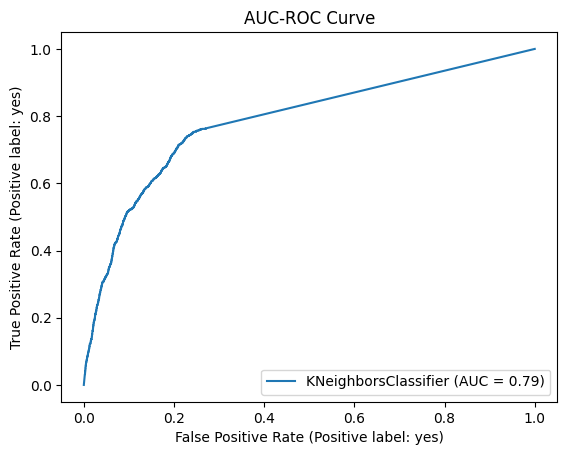 AUC-ROC Curve
True Positive Rate (Positive label: yes)
1.0
0.8
0.6
0.4
0.2
0.0
KNeighborsClassifier (AUC = 0.79)
0.0 0.2 0.4 0.6 0.8 1.0
False Positive Rate (Positive label: yes)